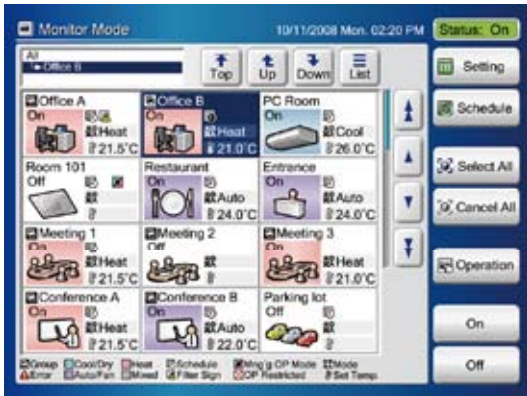 Monitor Mode
10/11/2008 Mon. 02:20 PM
Status: On
All
Office B
Top
Up
Down
List
Setting
Schedule
Select All
Cancel All
Operation
On
Off
Office A
On
Heat
21.5°C
Office B
On
Heat
21.0°C
PC Room
On
Cool
26.0°C
Room 101
Off
Restaurant
On
Auto
24.0°C
Entrance
On
Auto
24.0°C
Meeting 1
On
Heat
21.5°C
Meeting 2
Off
Meeting 3
On
Heat
21.0°C
Conference A
On
Heat
21.5°C
Conference B
On
Auto
22.0°C
Parking lot
Off
Group Cool/Dry Heat Schedule Mng'g OP Mode Mode
Error Auto/Fan Mixed Filter Sign OP Restricted Set Temp.